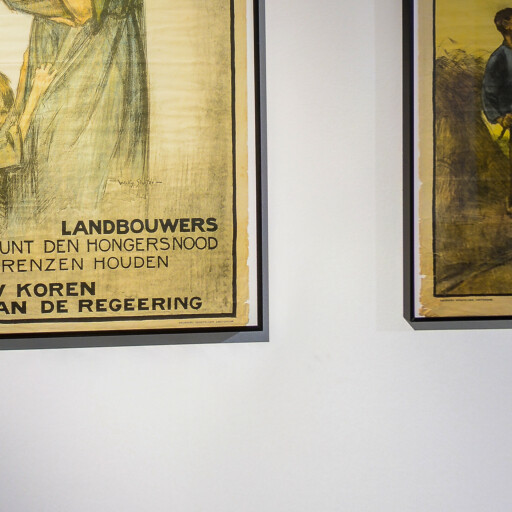 LANDBOUWERS
UNT DEN HONGERSNOOD
RENZEN HOUDEN
KOREN
AN DE REGEERING